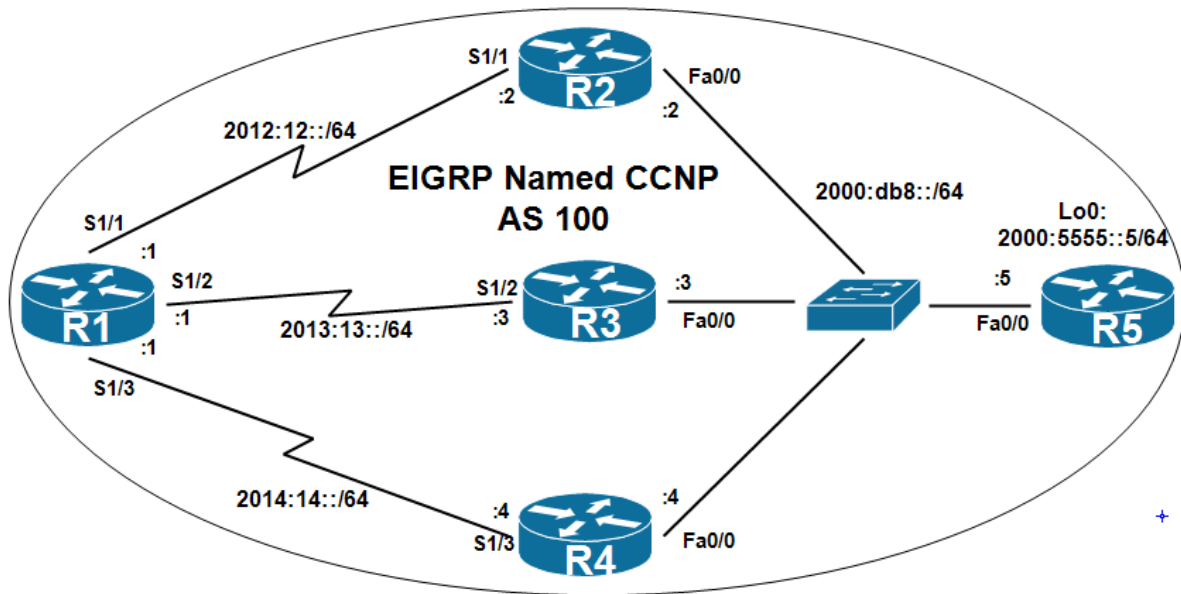 S1/1
R2
Fa0/0
:2
:2
2012:12::/64
EIGRP Named CCNP
AS 100
2000:db8::/64
Lo0:
2000:5555::5/64
S1/1
:1
S1/2
S1/2
:3
:5
R1
:1
2013:13::/64
:3
R3
Fa0/0
Fa0/0
R5
:1
S1/3
2014:14::/64
:4
:4
S1/3
R4
Fa0/0